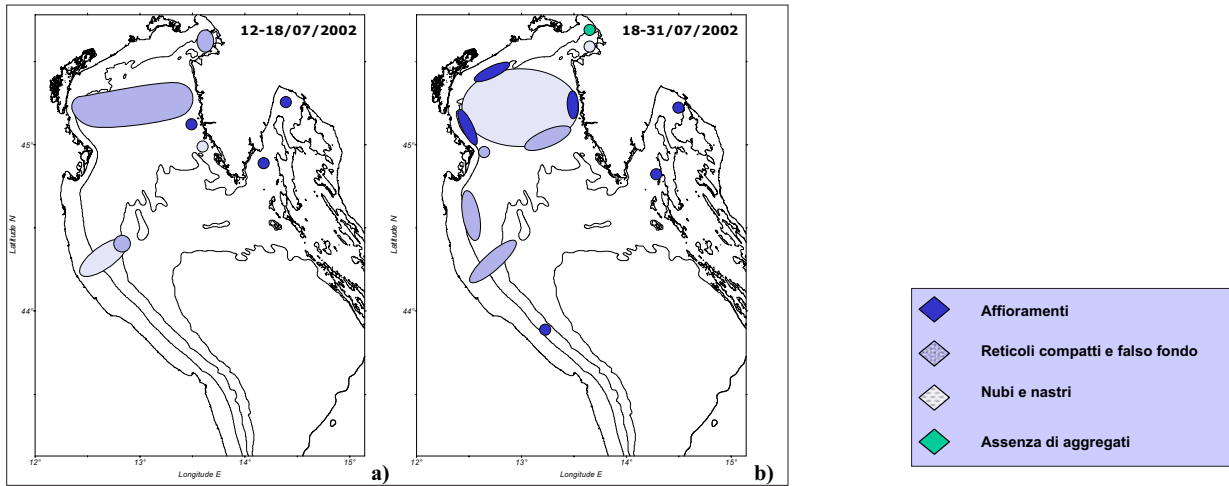 12-18/07/2002
18-31/07/2002
Latitude N
45°
44°
12°
13°
14°
15°
Longitude E
a)
Latitude N
45°
44°
12°
13°
14°
15°
Longitude E
b)
Affioramenti
Reticoli compatti e falso fondo
Nubi e nastri
Assenza di aggregati